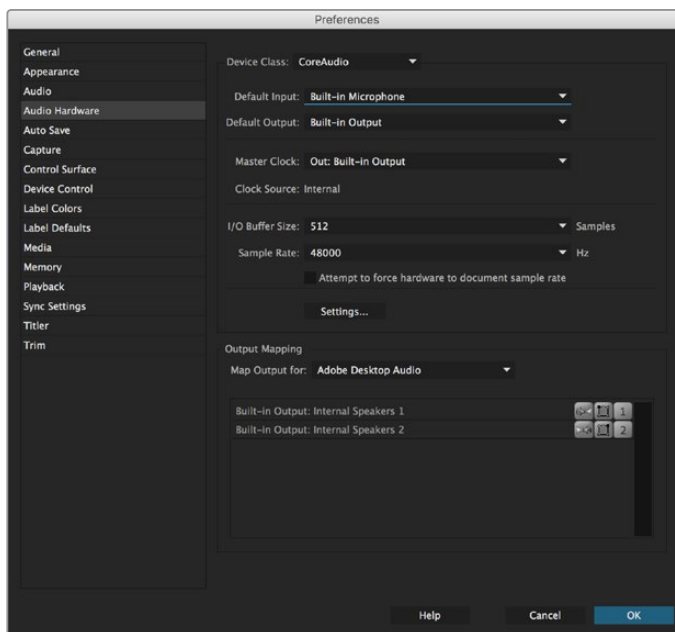 Preferences
General
Appearance
Audio
Audio Hardware
Auto Save
Capture
Control Surface
Device Control
Label Colors
Label Defaults
Media
Memory
Playback
Sync Settings
Titler
Trim
Device Class: CoreAudio
Default Input: Built-in Microphone
Default Output: Built-in Output
Master Clock: Out: Built-in Output
Clock Source: Internal
I/O Buffer Size: 512 Samples
Sample Rate: 48000 Hz
Attempt to force hardware to document sample rate
Settings...
Output Mapping
Map Output for: Adobe Desktop Audio
Built-in Output: Internal Speakers 1 1
Built-in Output: Internal Speakers 2 2
Help Cancel OK